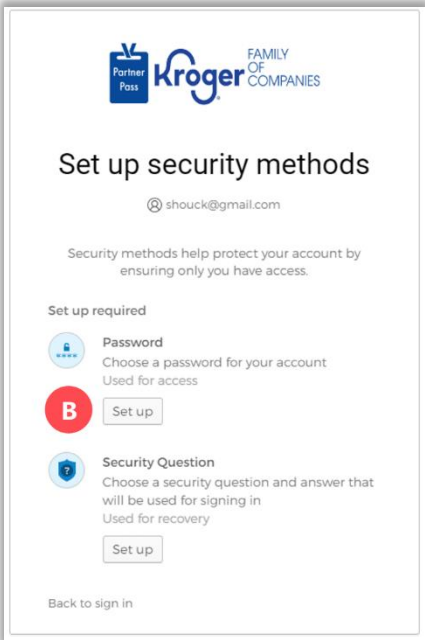 Partner
Pass
Kroger
FAMILY
OF
COMPANIES
Set up security methods
shouck@gmail.com
Security methods help protect your account by
ensuring only you have access.
Set up required
Password
Choose a password for your account
Used for access
B
Set up
Security Question
Choose a security question and answer that
will be used for signing in
Used for recovery
Set up
Back to sign in